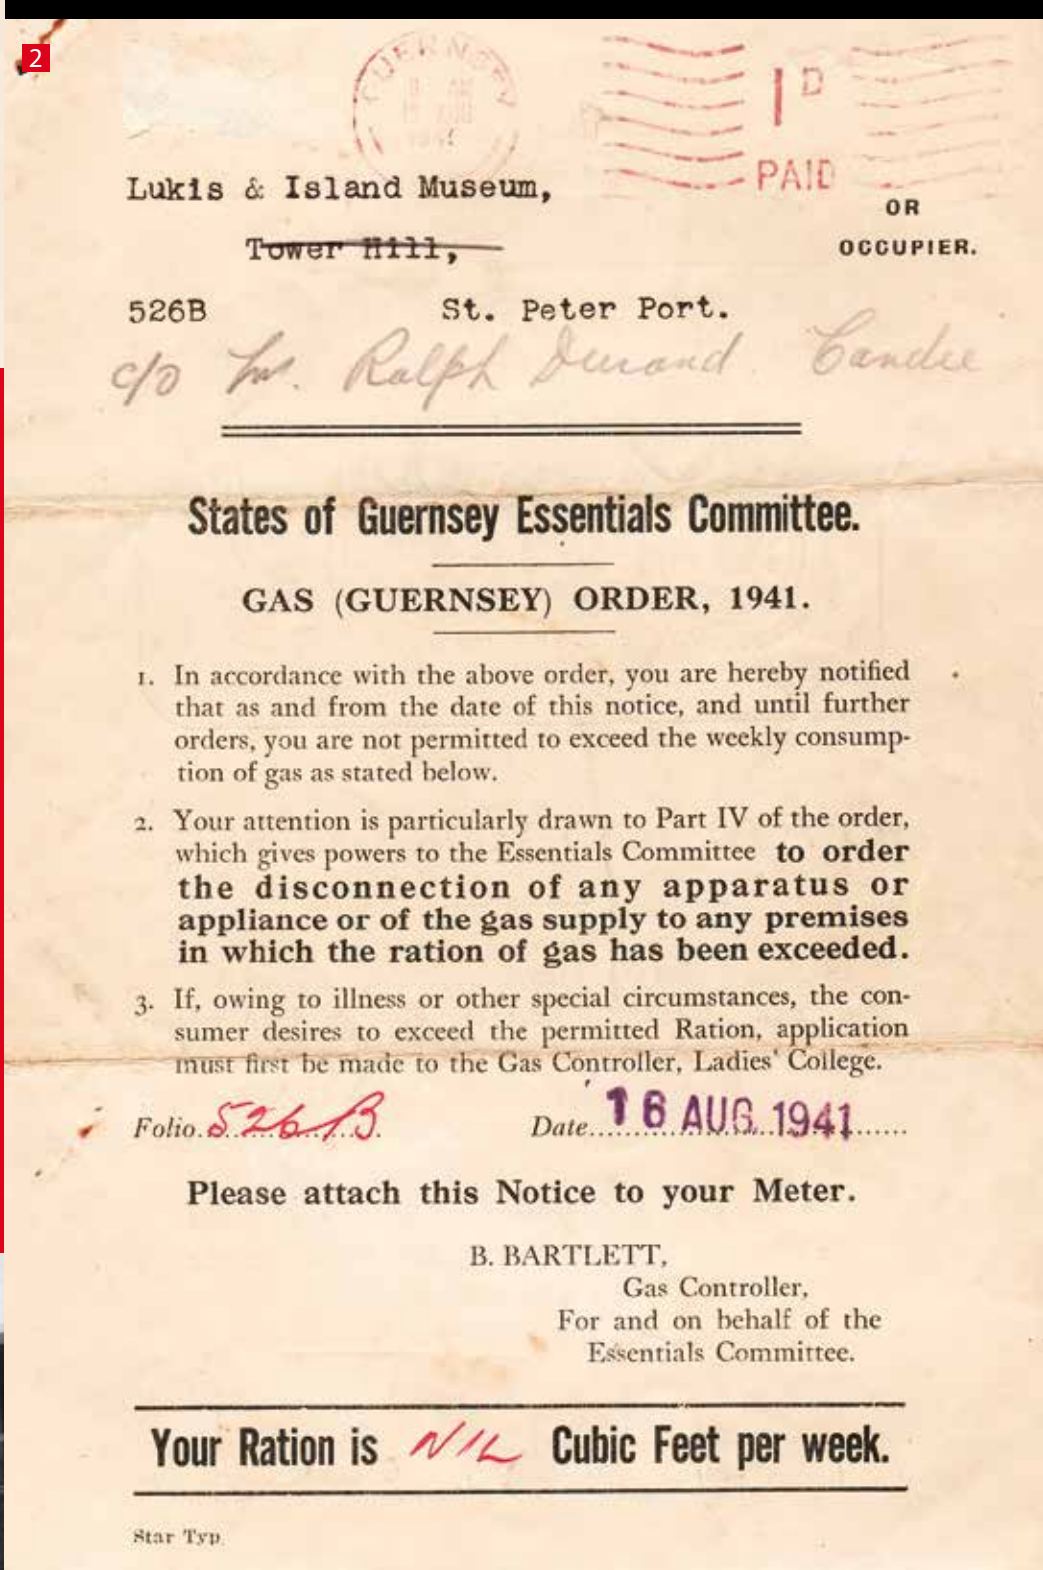 2
GUERNSEY
1D
PAID
Lukis & Island Museum,
OR
Tower Hill,
OCCUPIER.
526B St. Peter Port.
c/o Ralph Durand Candie
States of Guernsey Essentials Committee.
GAS (GUERNSEY) ORDER, 1941.
1. In accordance with the above order, you are hereby notified
that as and from the date of this notice, and until further
orders, you are not permitted to exceed the weekly consump-
tion of gas as stated below.
2. Your attention is particularly drawn to Part IV of the order,
which gives powers to the Essentials Committee to order
the disconnection of any apparatus or
appliance or of the gas supply to any premises
in which the ration of gas has been exceeded.
3. If, owing to illness or other special circumstances, the con-
sumer desires to exceed the permitted Ration, application
must first be made to the Gas Controller, Ladies' College.
Folio 526B Date 16 AUG 1941
Please attach this Notice to your Meter.
B. BARTLETT,
Gas Controller,
For and on behalf of the
Essentials Committee.
Your Ration is NIL Cubic Feet per week.
Star Typ.